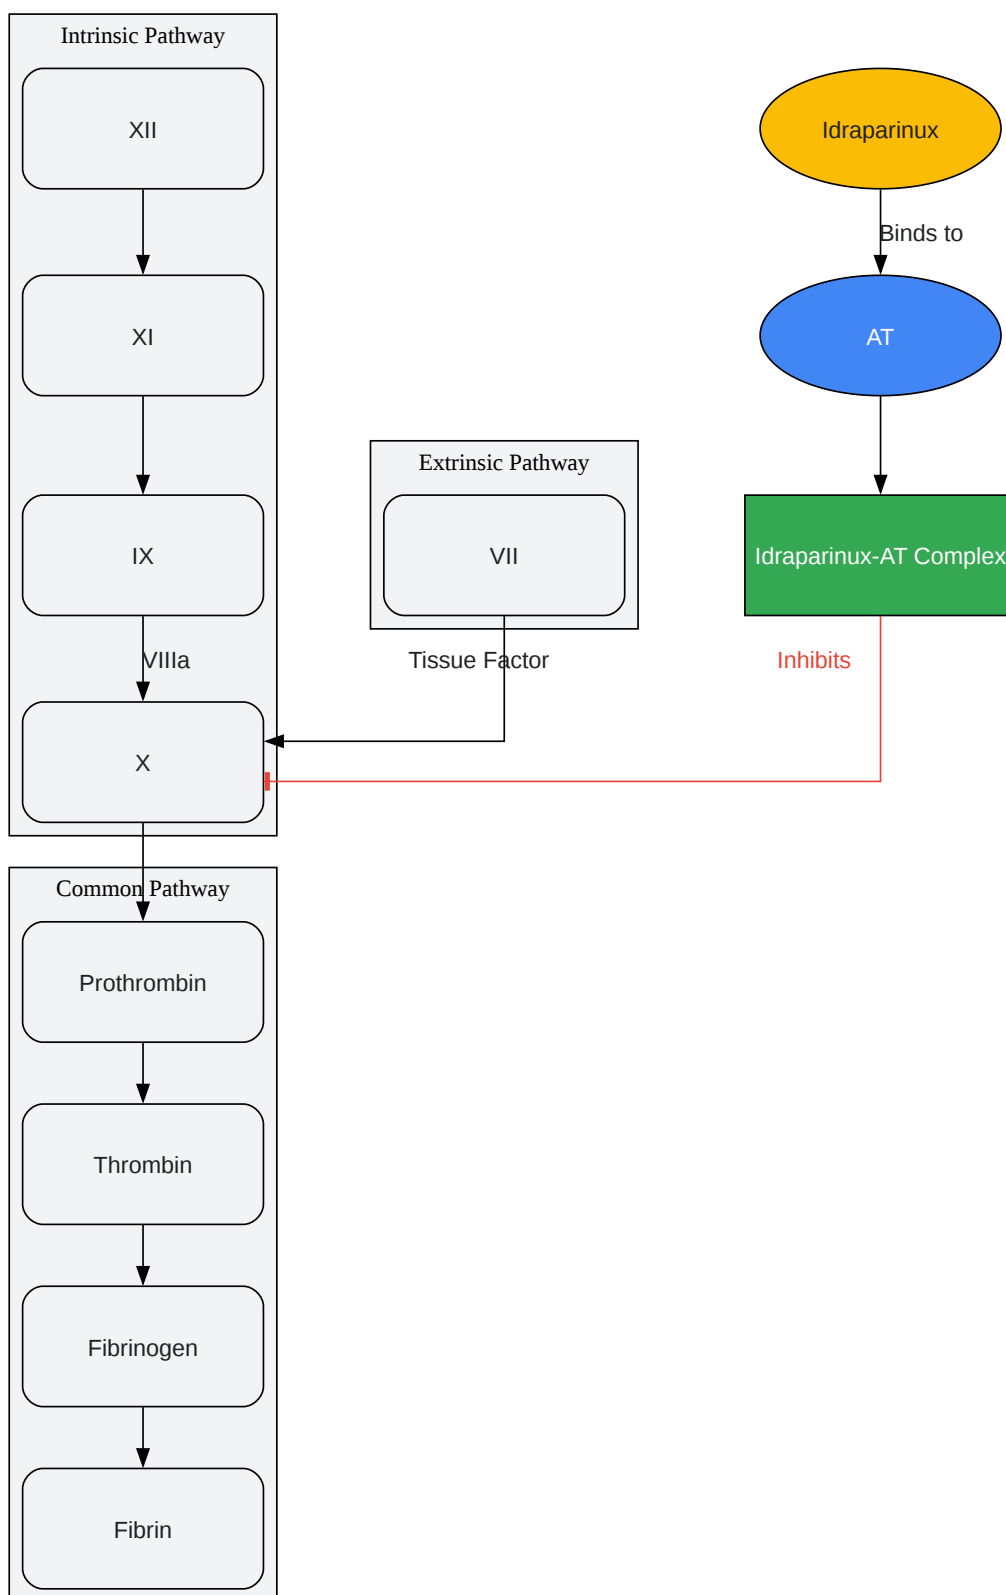 Intrinsic Pathway
XII
Idraparinux
Binds to
XI
AT
Extrinsic Pathway
IX
VII
Idraparinux-AT Complex
VIIIa
Tissue Factor
Inhibits
X
Common Pathway
Prothrombin
Thrombin
Fibrinogen
Fibrin